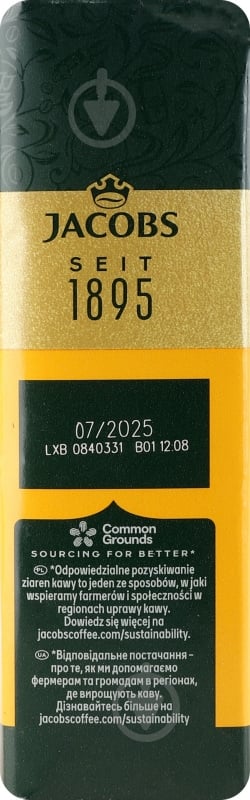 JACOBS
SEIT
1895
07/2025
LXB 0840331 B01 12:08
Common
Grounds
SOURCING FOR BETTER*
PL *Odpowiedzialne pozyskiwanie
ziaren kawy to jeden ze sposobów, w jaki
wspieramy farmerów i społeczności w
regionach uprawy kawy.
Dowiedz się więcej na
jacobscoffee.com/sustainability.
UA *Відповідальне постачання –
про те, як ми допомагаємо
фермерам та громадам в регіонах,
де вирощують каву.
Дізнавайтесь більше на
jacobscoffee.com/sustainability